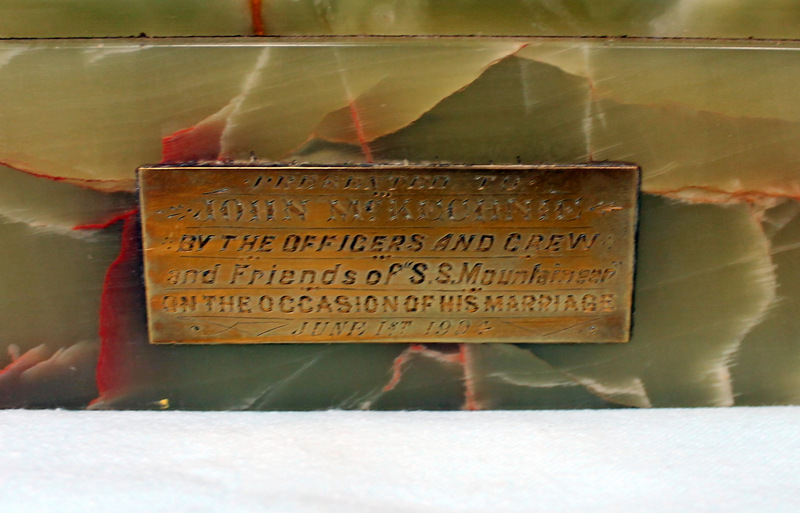 PRESENTED TO
JOHN McKECHNIE
BY THE OFFICERS AND CREW
and Friends of "S.S. Mountaineer"
ON THE OCCASION OF HIS MARRIAGE
JUNE 1ST